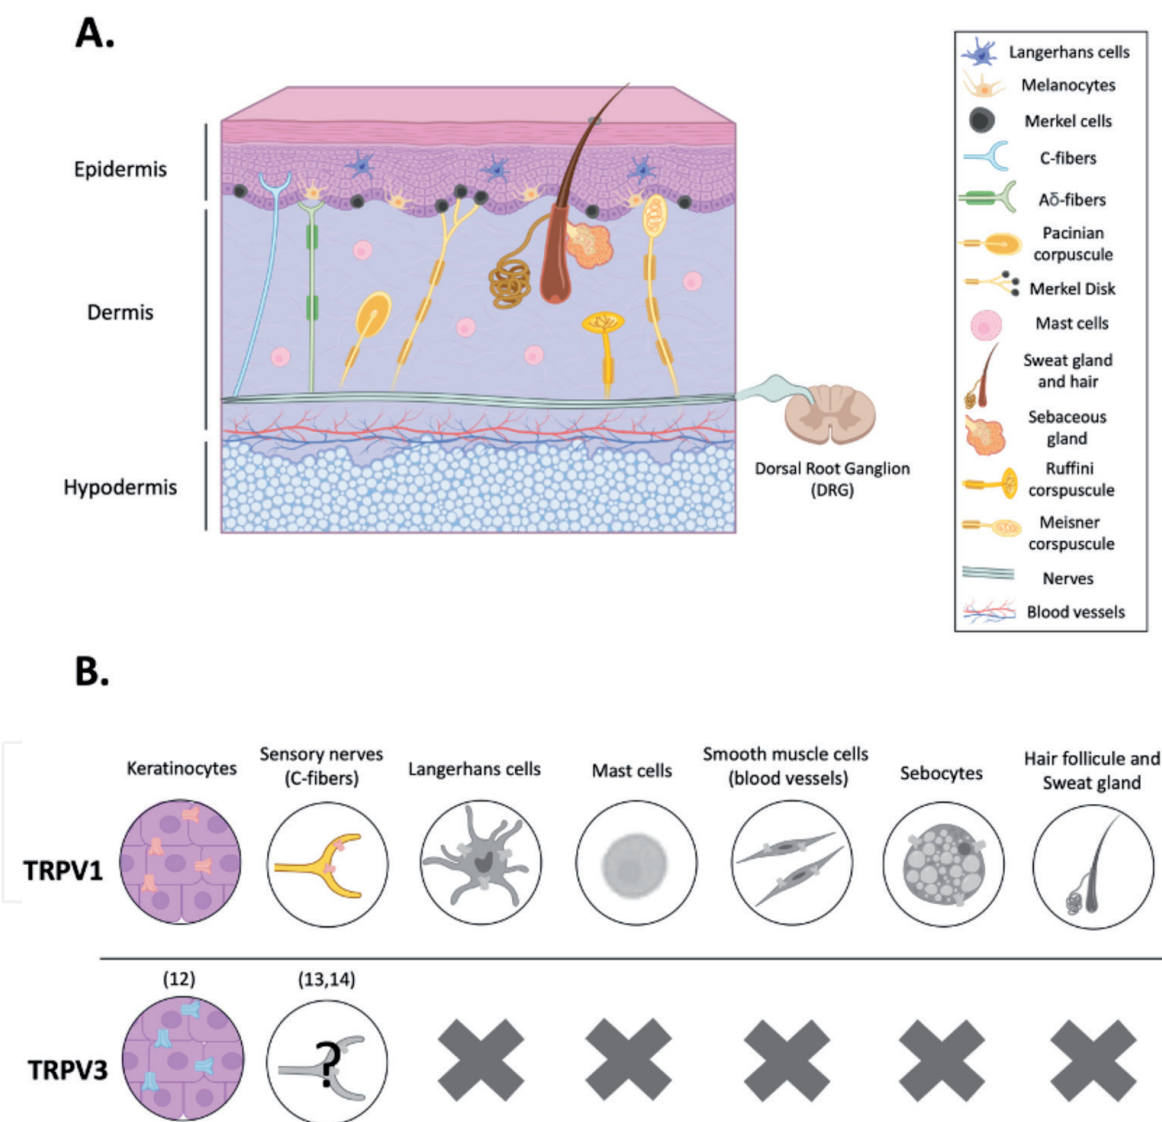 A.
Epidermis
Dermis
Hypodermis
Dorsal Root Ganglion
(DRG)
Langerhans cells
Melanocytes
Merkel cells
C-fibers
Aδ-fibers
Pacinian
corpuscule
Merkel Disk
Mast cells
Sweat gland
and hair
Sebaceous
gland
Ruffini
corspuscule
Meisner
corspuscule
Nerves
Blood vessels
B.
Keratinocytes
Sensory nerves
(C-fibers)
Langerhans cells
Mast cells
Smooth muscle cells
(blood vessels)
Sebocytes
Hair follicule and
Sweat gland
TRPV1
(12)
(13,14)
TRPV3
?